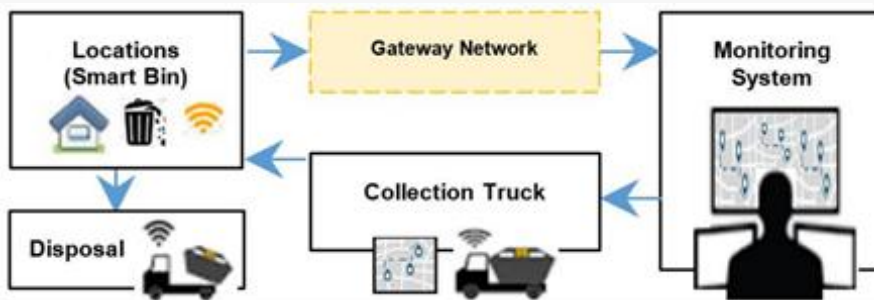 Locations
(Smart Bin)
Gateway Network
Monitoring
System
Collection Truck
Disposal